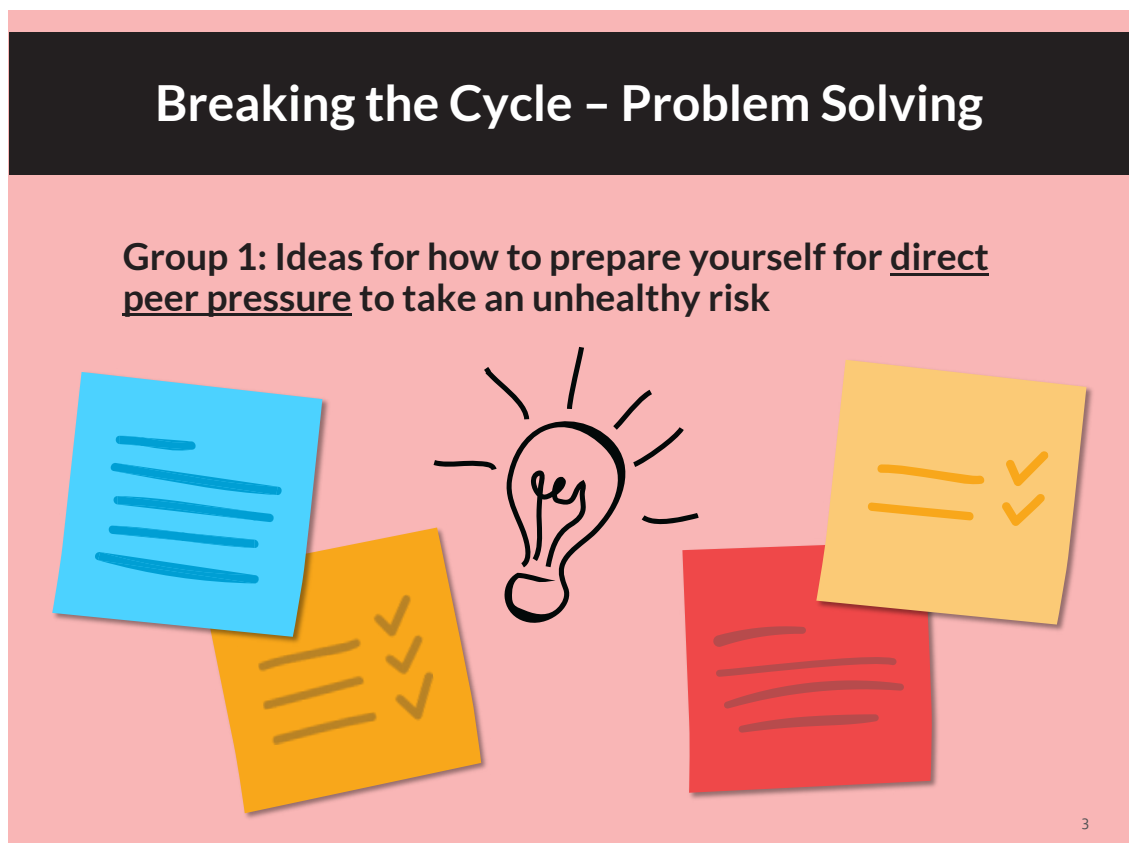 Breaking the Cycle – Problem Solving
Group 1: Ideas for how to prepare yourself for direct
peer pressure to take an unhealthy risk
3